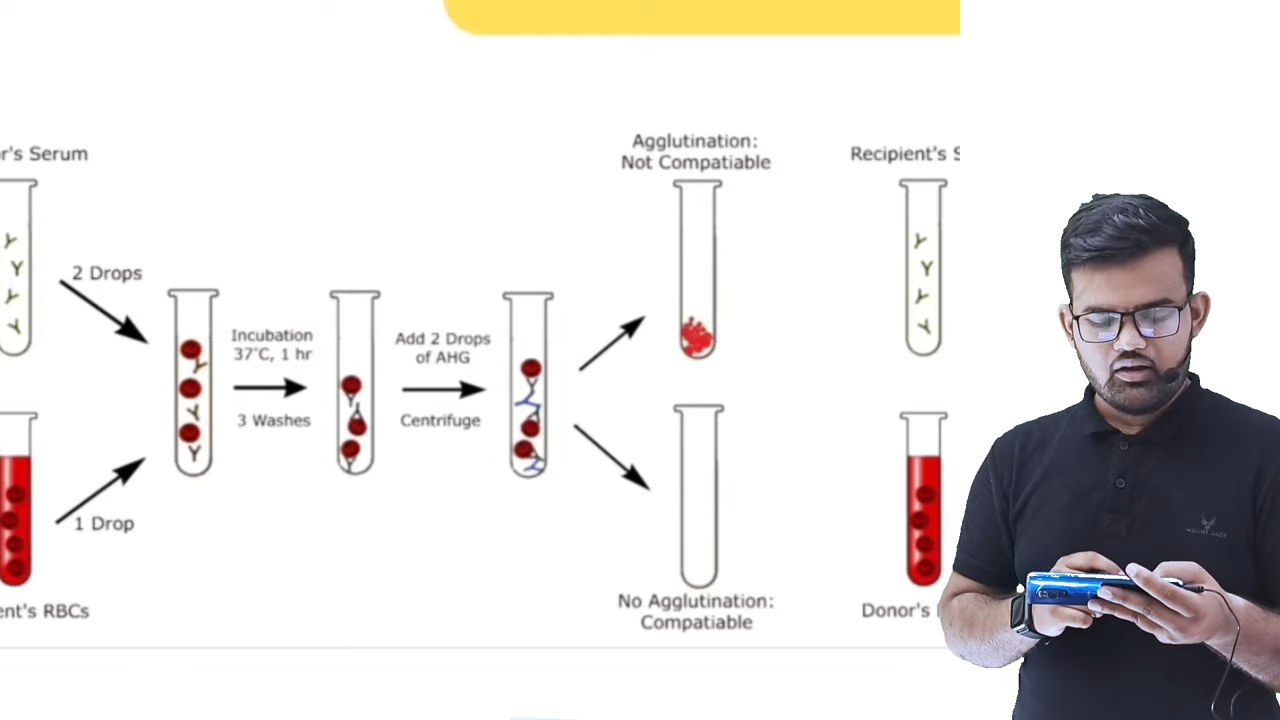 r's Serum
2 Drops
Incubation
37°C, 1 hr
3 Washes
Add 2 Drops
of AHG
Centrifuge
Agglutination:
Not Compatiable
No Agglutination:
Compatiable
1 Drop
ent's RBCs
Recipient's S
Donor's